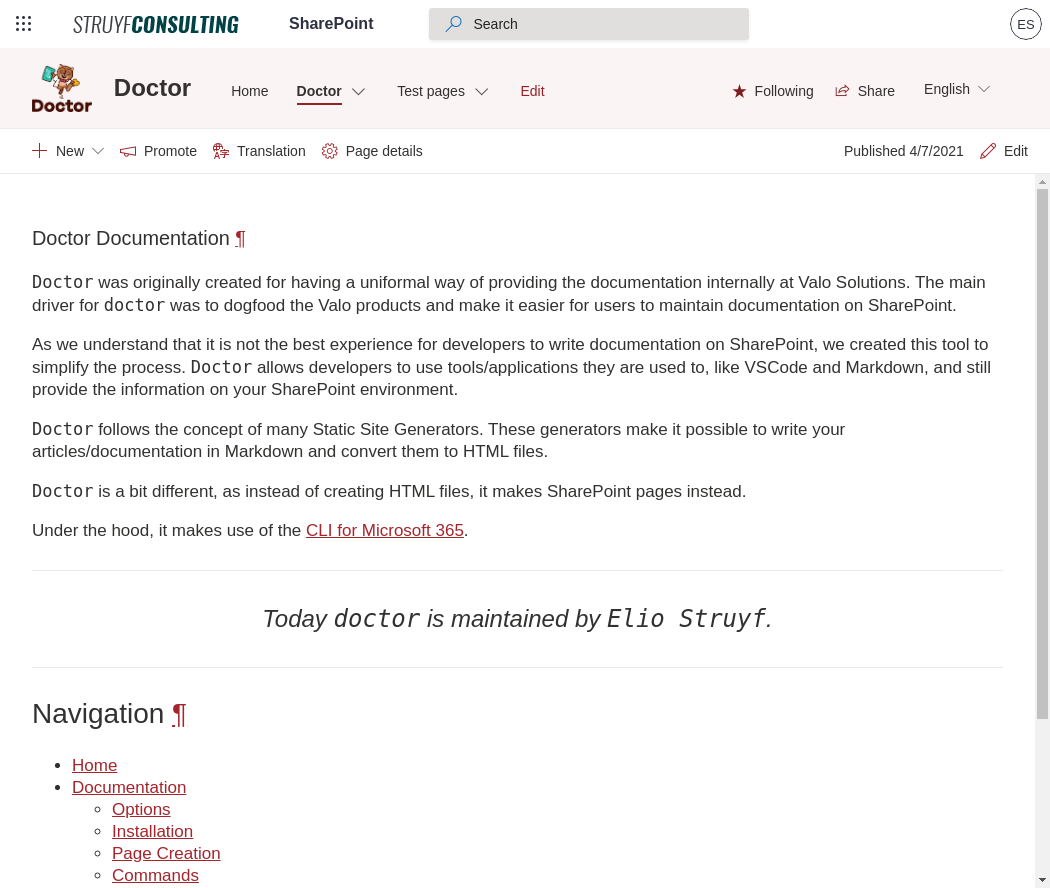 STRUYFCONSULTING SharePoint Search ES
Doctor Doctor Home Doctor Test pages Edit Following Share English
New Promote Translation Page details Published 4/7/2021 Edit
Doctor Documentation ¶
Doctor was originally created for having a uniformal way of providing the documentation internally at Valo Solutions. The main
driver for doctor was to dogfood the Valo products and make it easier for users to maintain documentation on SharePoint.
As we understand that it is not the best experience for developers to write documentation on SharePoint, we created this tool to
simplify the process. Doctor allows developers to use tools/applications they are used to, like VSCode and Markdown, and still
provide the information on your SharePoint environment.
Doctor follows the concept of many Static Site Generators. These generators make it possible to write your
articles/documentation in Markdown and convert them to HTML files.
Doctor is a bit different, as instead of creating HTML files, it makes SharePoint pages instead.
Under the hood, it makes use of the CLI for Microsoft 365.
Today doctor is maintained by Elio Struyf.
Navigation ¶
Home
Documentation
Options
Installation
Page Creation
Commands